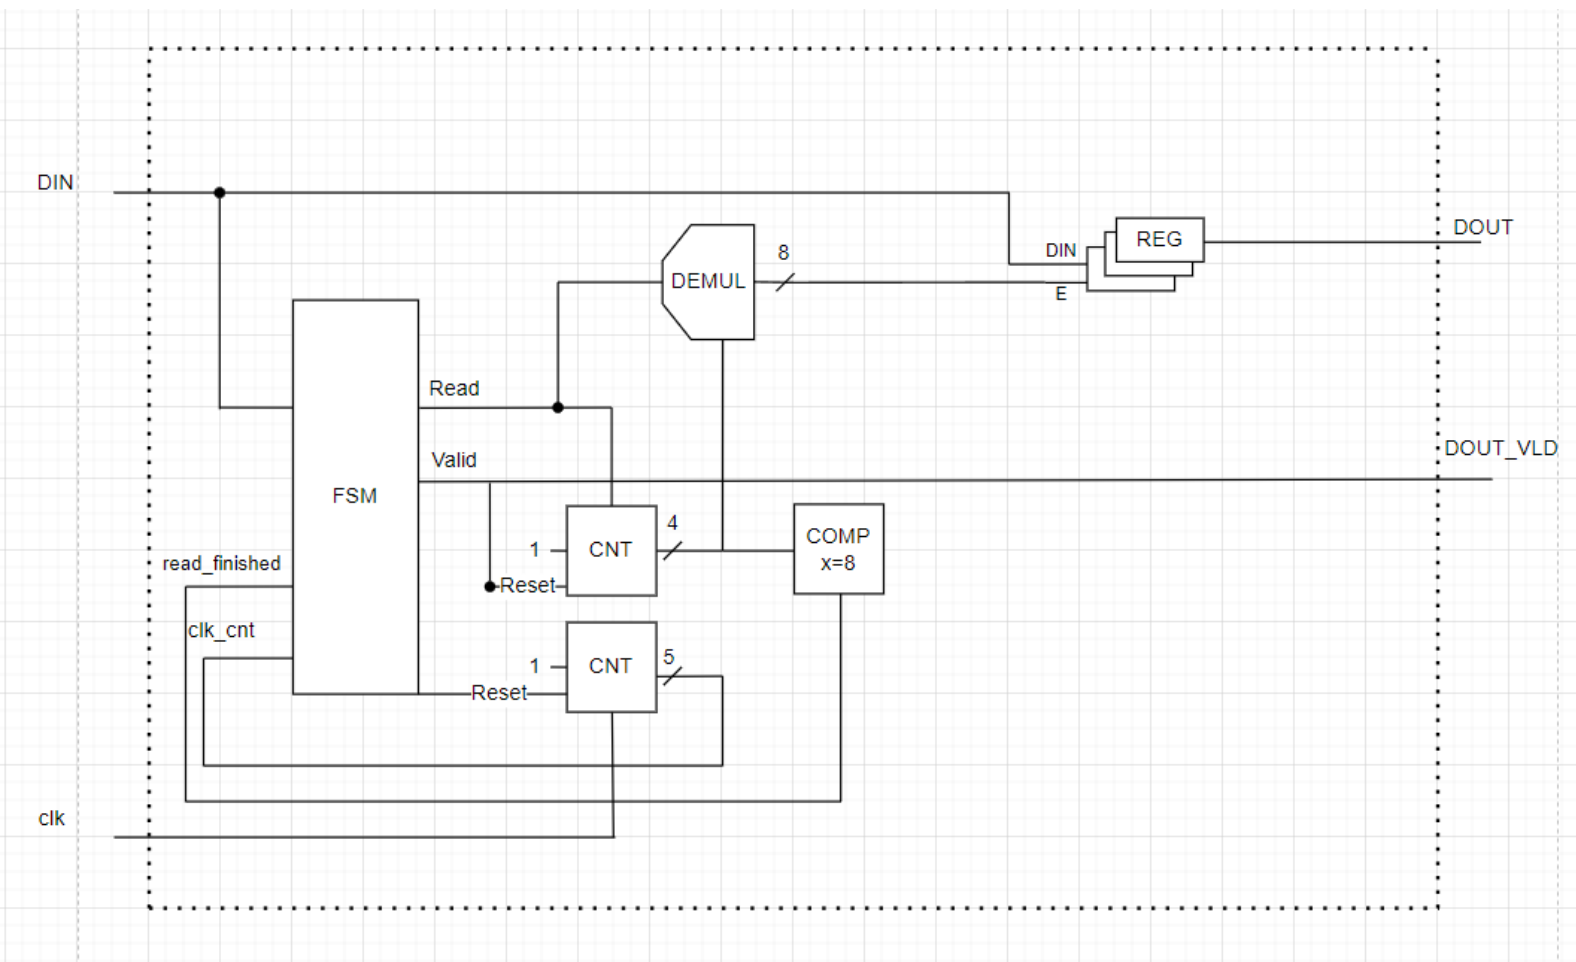 DIN
DOUT
REG
8
DIN
DEMUL
E
Read
DOUT_VLD
Valid
FSM
4
COMP
x=8
1
CNT
read_finished
Reset
clk_cnt
5
1
CNT
Reset
clk